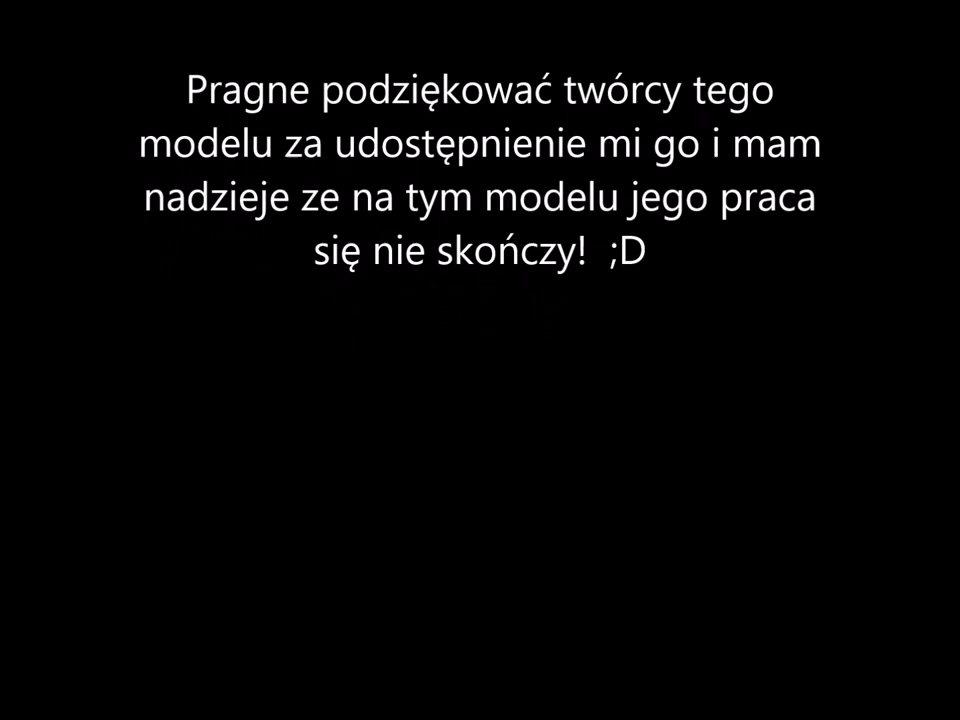 Pragne podziękować twórcy tego
modelu za udostępnienie mi go i mam
nadzieje ze na tym modelu jego praca
się nie skończy!  ;D